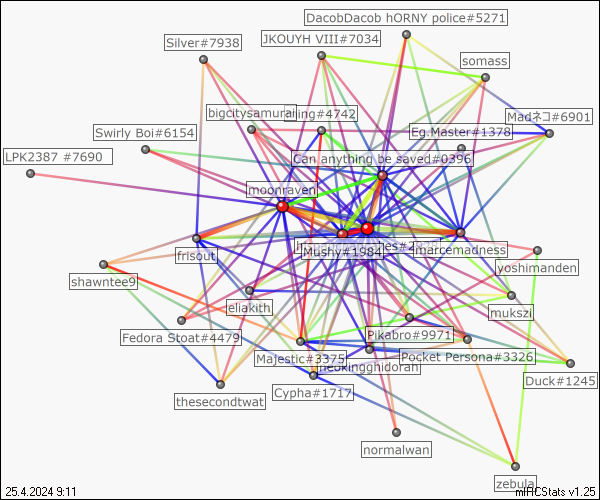 DacobDacob hORNY police#5271
Silver#7938
JKOUYH VIII#7034
somass
bigcitysamurai
ling#4742
Madネコ#6901
Swirly Boi#6154
Eg.Master#1378
LPK2387 #7690
Can anything be saved#0396
moonraven
Mushy#1984
marcemadness
frisout
yoshimanden
shawntee9
eliakith
mukszi
Fedora Stoat#4479
Pikabro#9971
Majestic#3375
Pocket Persona#3326
neokingghidorah
Duck#1245
Cypha#1717
thesecondtwat
normalwan
zebula
25.4.2024 9:11
mIRCStats v1.25